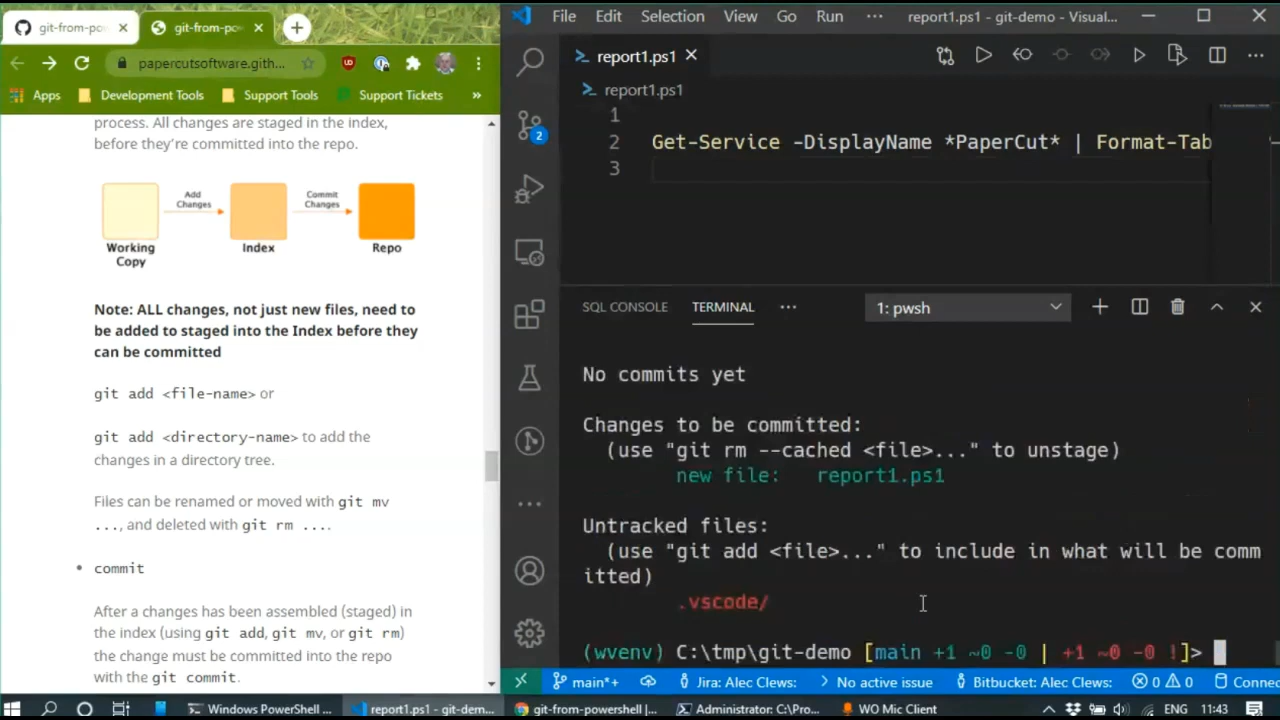 git-from-po
git-from-po
papercutsoftware.gith...
Apps
Development Tools
Support Tools
Support Tickets
»
process. All changes are staged in the index,
before they're committed into the repo.
Add
Changes
Commit
Changes
Working
Copy
Index
Repo
Note: ALL changes, not just new files, need to
be added to staged into the Index before they
can be committed
git add <file-name> or
git add <directory-name> to add the
changes in a directory tree.
Files can be renamed or moved with git mv
..., and deleted with git rm ....
commit
After a changes has been assembled (staged) in
the index (using git add, git mv, or git rm)
the change must be committed into the repo
with the git commit.
File Edit Selection View Go Run ··· report1.ps1 - git-demo - Visual...
report1.ps1
report1.ps1
1
2 Get-Service -DisplayName *PaperCut* | Format-Tab
3
2
SQL CONSOLE TERMINAL ··· 1: pwsh
No commits yet
Changes to be committed:
(use "git rm --cached <file>..." to unstage)
new file: report1.ps1
Untracked files:
(use "git add <file>..." to include in what will be comm
itted)
.vscode/
(wvenv) C:\tmp\git-demo [main +1 ~0 -0 | +1 ~0 -0 !]>
main*+ Jira: Alec Clews: No active issue Bitbucket: Alec Clews: 0 0 Connec
Windows PowerShell ... report1.ps1 - git-dem... git-from-powershell |... Administrator: C:\Pro... WO Mic Client ENG 11:43